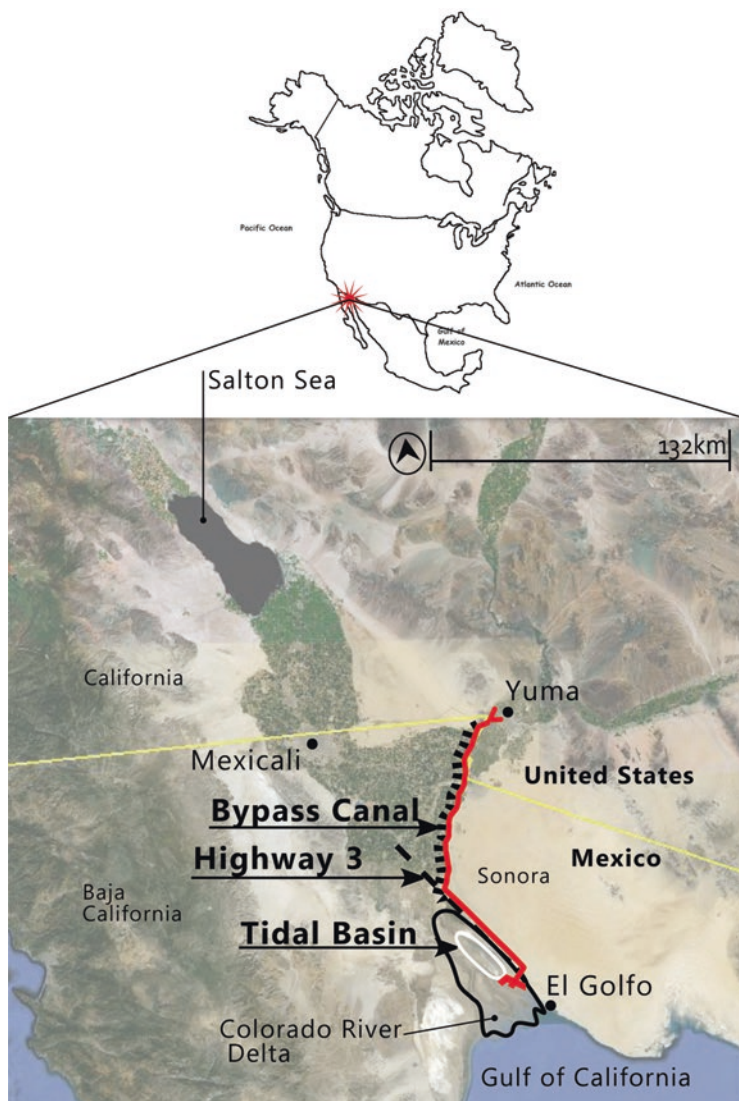 Pacific Ocean
Atlantic Ocean
Gulf of
Mexico
Salton Sea
132km
California
Yuma
Mexicali
United States
Bypass Canal
Highway 3
Mexico
Sonora
Baja
California
Tidal Basin
El Golfo
Colorado River
Delta
Gulf of California